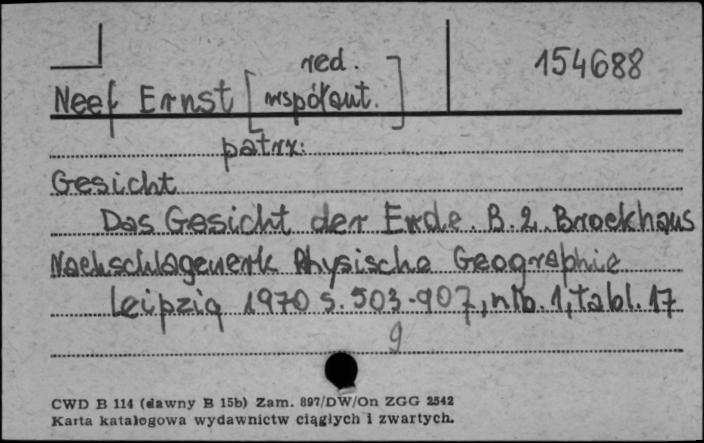 red.
154688
Neef Ernst [współaut.]
patrz:
Gesicht
Das Gesicht der Erde. B. 2. Brockhaus
Nachschlagewerk Physische Geographie
Leipzig 1970 s. 503-907, nlb. 1, tabl. 17
g
CWD B 114 (dawny B 15b) Zam. 897/DW/On ZGG 2542
Karta katalogowa wydawnictw ciągłych i zwartych.